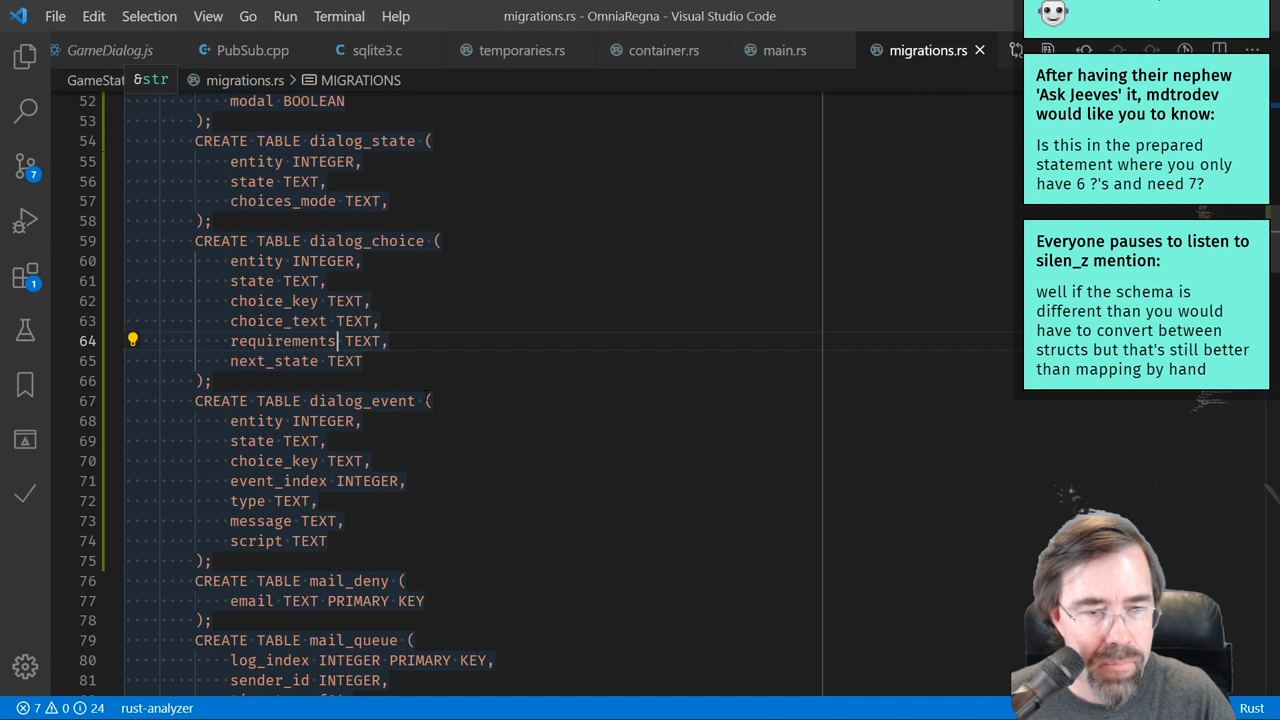 File Edit Selection View Go Run Terminal Help migrations.rs - OmniaRegna - Visual Studio Code
GameDialog.js PubSub.cpp sqlite3.c temporaries.rs container.rs main.rs migrations.rs
GameStat &str migrations.rs > MIGRATIONS
52 modal BOOLEAN
53 );
54 CREATE TABLE dialog_state (
55 entity INTEGER,
56 state TEXT,
57 choices_mode TEXT,
58 );
59 CREATE TABLE dialog_choice (
60 entity INTEGER,
61 state TEXT,
62 choice_key TEXT,
63 choice_text TEXT,
64 requirements TEXT,
65 next_state TEXT
66 );
67 CREATE TABLE dialog_event (
68 entity INTEGER,
69 state TEXT,
70 choice_key TEXT,
71 event_index INTEGER,
72 type TEXT,
73 message TEXT,
74 script TEXT
75 );
76 CREATE TABLE mail_deny (
77 email TEXT PRIMARY KEY
78 );
79 CREATE TABLE mail_queue (
80 log_index INTEGER PRIMARY KEY,
81 sender_id INTEGER,
After having their nephew
'Ask Jeeves' it, mdtrodev
would like you to know:
Is this in the prepared
statement where you only
have 6 ?'s and need 7?
Everyone pauses to listen to
silen_z mention:
well if the schema is
different than you would
have to convert between
structs but that's still better
than mapping by hand
7
1
7 0 24 rust-analyzer Rust